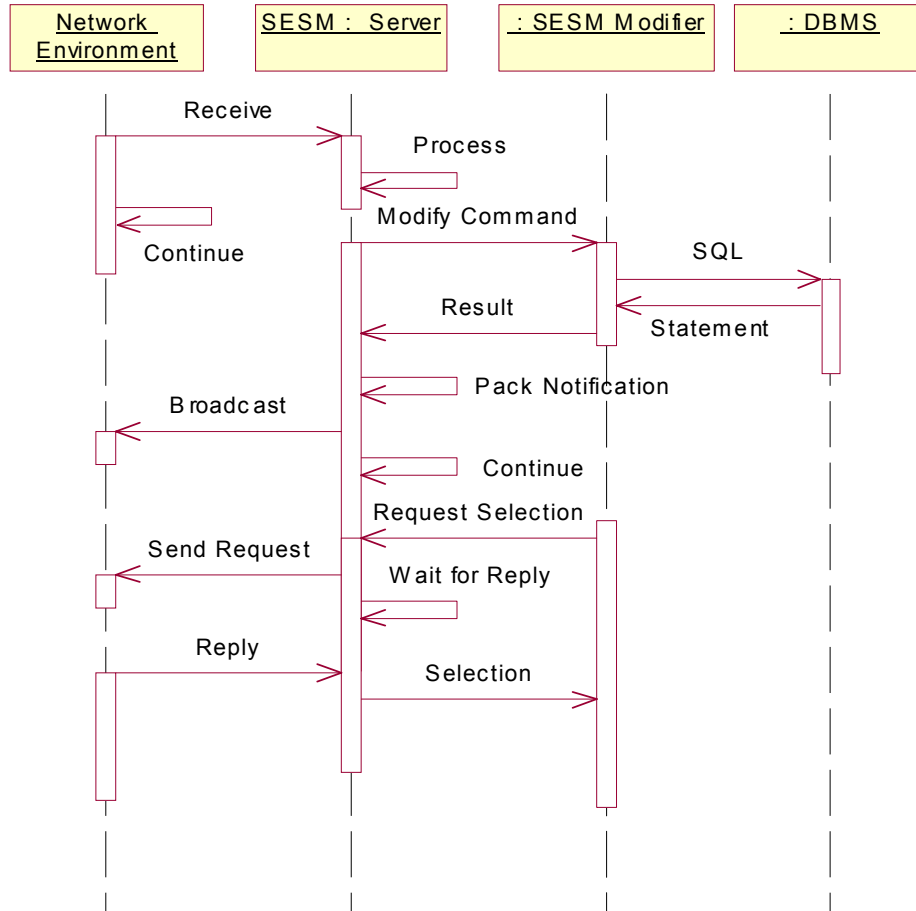 Network
Environment
SESM : Server
: SESM Modifier
: DBMS
Receive
Process
Continue
Modify Command
SQL
Statement
Result
Pack Notification
Broadcast
Continue
Request Selection
Send Request
Wait for Reply
Reply
Selection